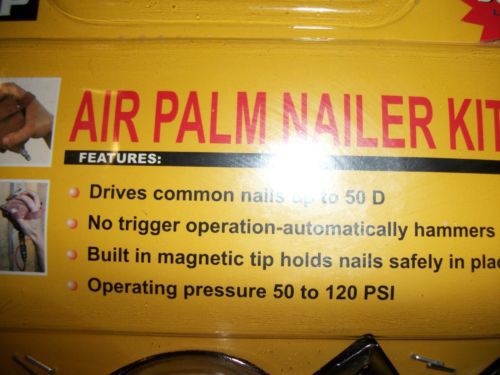 AIR PALM NAILER KIT
FEATURES:
Drives common nails up to 50 D
No trigger operation-automatically hammers
Built in magnetic tip holds nails safely in
Operating pressure 50 to 120 PSI